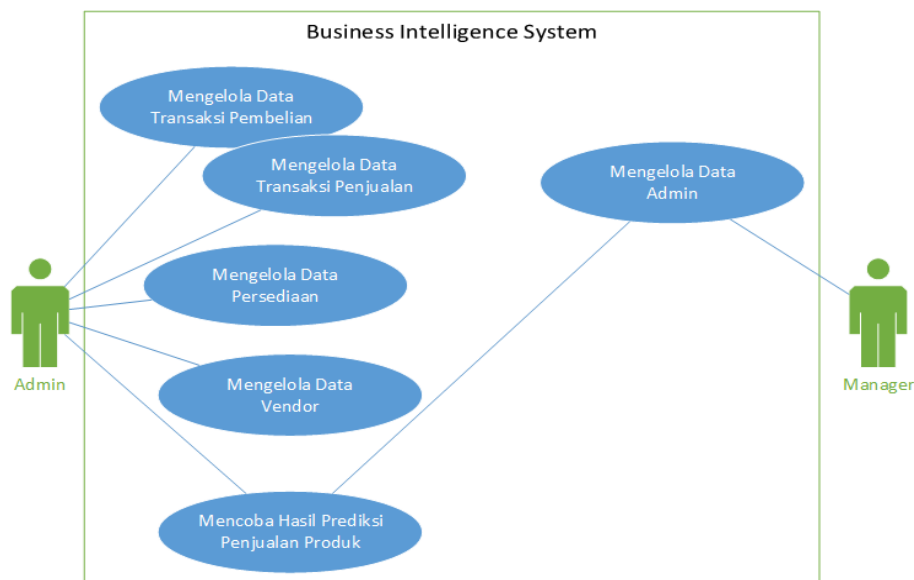 Business Intelligence System
Mengelola Data
Transaksi Pembelian
Mengelola Data
Transaksi Penjualan
Mengelola Data
Admin
Mengelola Data
Persediaan
Admin
Manager
Mengelola Data
Vendor
Mencoba Hasil Prediksi
Penjualan Produk